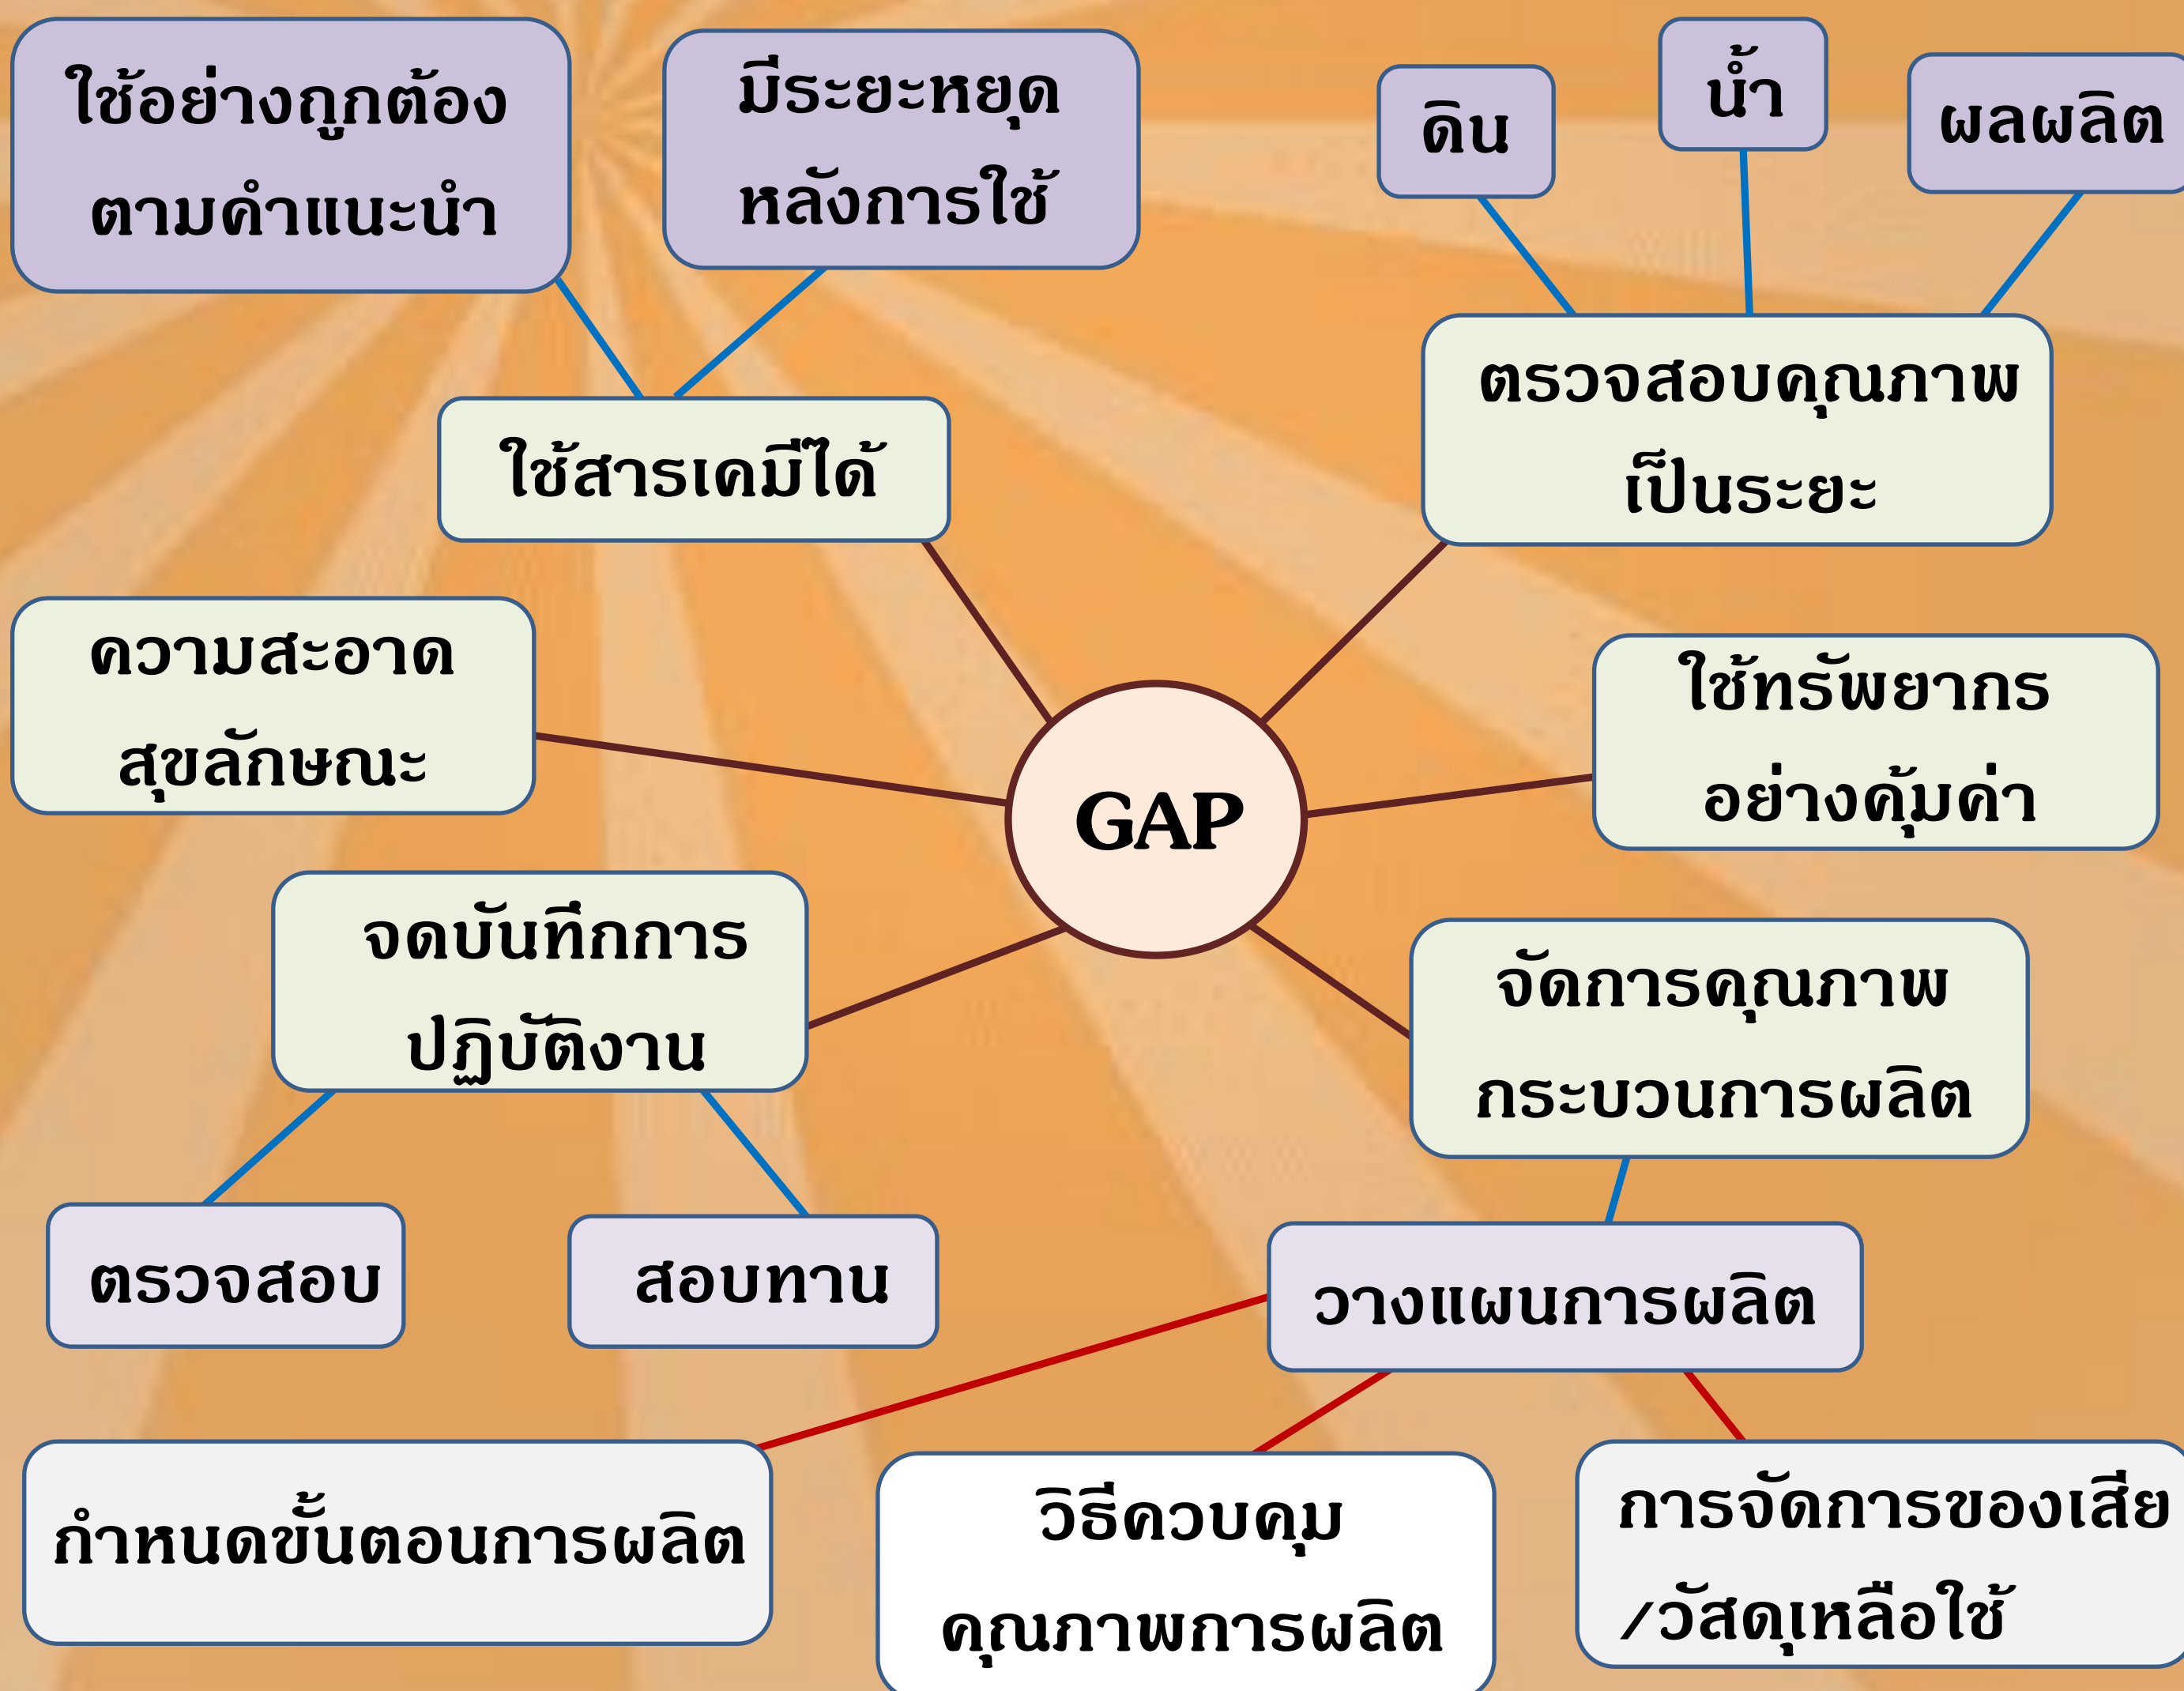 ใช้อย่างถูกต้อง
ตามคำแนะนำ
มีระยะหยุด
หลังการใช้
ดิน
น้ำ
ผลผลิต
ใช้สารเคมีได้
ตรวจสอบคุณภาพ
เป็นระยะ
ความสะอาด
สุขลักษณะ
GAP
ใช้ทรัพยากร
อย่างคุ้มค่า
จดบันทึกการ
ปฏิบัติงาน
จัดการคุณภาพ
กระบวนการผลิต
ตรวจสอบ
สอบทาน
วางแผนการผลิต
กำหนดขั้นตอนการผลิต
วิธีควบคุม
คุณภาพการผลิต
การจัดการของเสีย
/วัสดุเหลือใช้